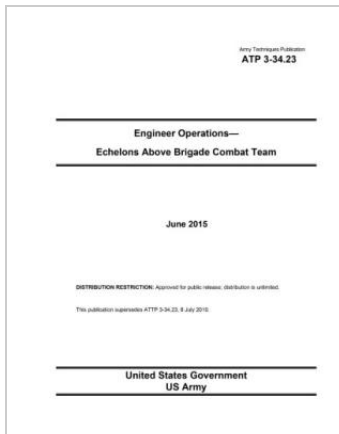 Army Techniques Publication
ATP 3-34.23
Engineer Operations—
Echelons Above Brigade Combat Team
June 2015
DISTRIBUTION RESTRICTION: Approved for public release; distribution is unlimited.
This publication supersedes ATTP 3-34.23, 8 July 2010.
United States Government
US Army